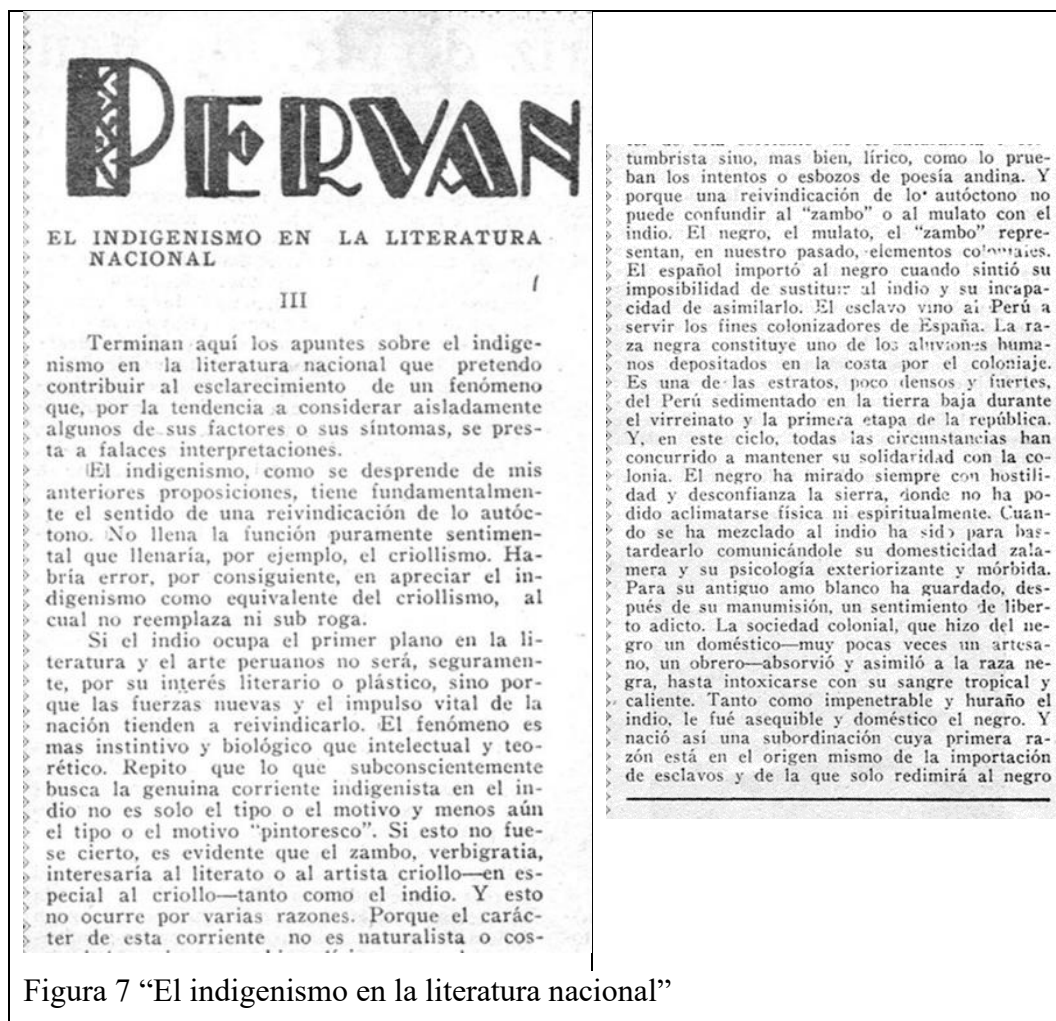 PERVAN
EL INDIGENISMO EN LA LITERATURA
NACIONAL
III
Terminan aquí los apuntes sobre el indige-
nismo en la literatura nacional que pretendo
contribuir al esclarecimiento de un fenómeno
que, por la tendencia a considerar aisladamente
algunos de sus factores o sus síntomas, se pres-
ta a falaces interpretaciones.
El indigenismo, como se desprende de mis
anteriores proposiciones, tiene fundamentalmen-
te el sentido de una reivindicación de lo autóc-
tono. No llena la función puramente sentimen-
tal que llenaría, por ejemplo, el criollismo. Ha-
bría error, por consiguiente, en apreciar el in-
digenismo como equivalente del criollismo, al
cual no reemplaza ni sub roga.
Si el indio ocupa el primer plano en la li-
teratura y el arte peruanos no será, seguramen-
te, por su interés literario o plástico, sino por-
que las fuerzas nuevas y el impulso vital de la
nación tienden a reivindicarlo. El fenómeno es
mas instintivo y biológico que intelectual y teo-
rético. Repito que lo que subconscientemente
busca la genuina corriente indigenista en el in-
dio no es solo el tipo o el motivo y menos aún
el tipo o el motivo "pintoresco". Si esto no fue-
se cierto, es evidente que el zambo, verbigratia,
interesaría al literato o al artista criollo—en es-
pecial al criollo—tanto como el indio. Y esto
no ocurre por varias razones. Porque el carác-
ter de esta corriente no es naturalista o cos-
tumbrista sino, mas bien, lírico, como lo prue-
ban los intentos o esbozos de poesía andina. Y
porque una reivindicación de lo autóctono no
puede confundir al "zambo" o al mulato con el
indio. El negro, el mulato, el "zambo" repre-
sentan, en nuestro pasado, elementos coloniales.
El español importó al negro cuando sintió su
imposibilidad de sustituir al indio y su incapa-
cidad de asimilarlo. El esclavo vino al Perú a
servir los fines colonizadores de España. La ra-
za negra constituye uno de los aluviones huma-
nos depositados en la costa por el coloniaje.
Es una de las estratos, poco densos y fuertes,
del Perú sedimentado en la tierra baja durante
el virreinato y la primera etapa de la república.
Y, en este ciclo, todas las circunstancias han
concurrido a mantener su solidaridad con la co-
lonia. El negro ha mirado siempre con hostili-
dad y desconfianza la sierra, donde no ha po-
dido aclimatarse física ni espiritualmente. Cuan-
do se ha mezclado al indio ha sido para bas-
tardearlo comunicándole su domesticidad zala-
mera y su psicología exteriorizante y mórbida.
Para su antiguo amo blanco ha guardado, des-
pués de su manumisión, un sentimiento de liber-
to adicto. La sociedad colonial, que hizo del ne-
gro un doméstico—muy pocas veces un artesa-
no, un obrero—absorvió y asimiló a la raza ne-
gra, hasta intoxicarse con su sangre tropical y
caliente. Tanto como impenetrable y huraño el
indio, le fué asequible y doméstico el negro. Y
nació así una subordinación cuya primera ra-
zón está en el origen mismo de la importación
de esclavos y de la que solo redimirá al negro
Figura 7 “El indigenismo en la literatura nacional”